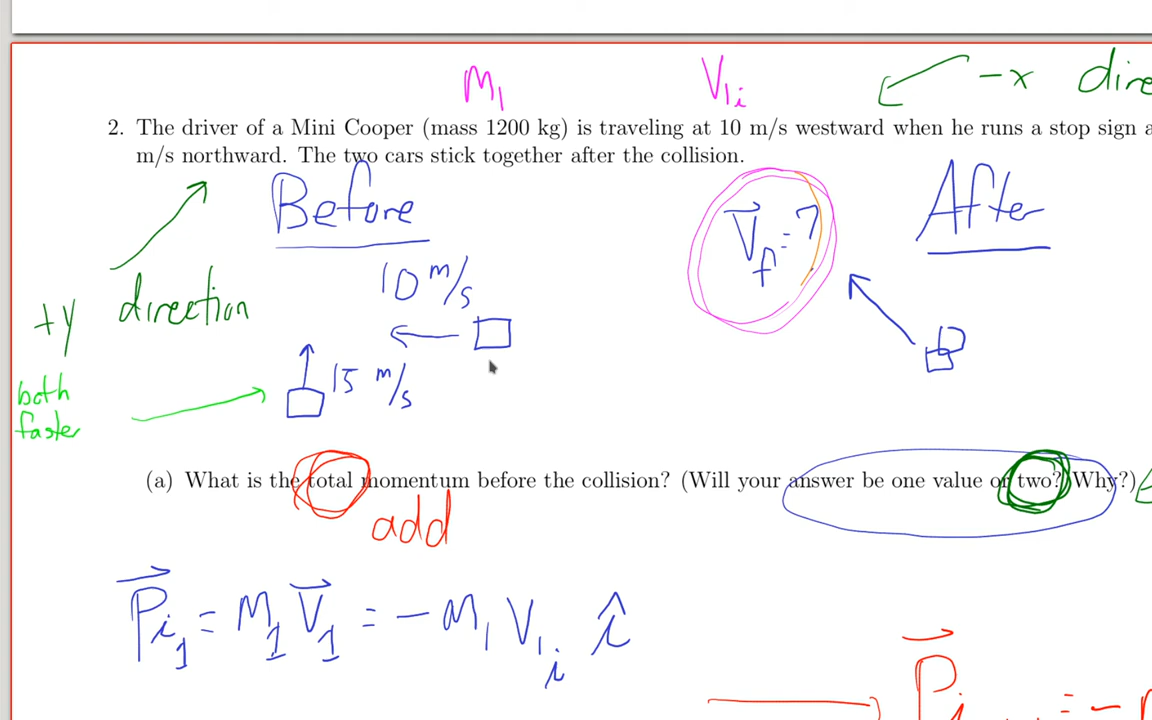 M₁ V₁ᵢ -x dire
2. The driver of a Mini Cooper (mass 1200 kg) is traveling at 10 m/s westward when he runs a stop sign a
m/s northward. The two cars stick together after the collision.
Before After
V⃗f = ?
10 m/s
+y direction
15 m/s
both
faster
(a) What is the total momentum before the collision? (Will your answer be one value or two? Why?)
add
P⃗ᵢ₁ = M₁V⃗₁ = -M₁ V₁ᵢ î
P⃗ᵢ = -